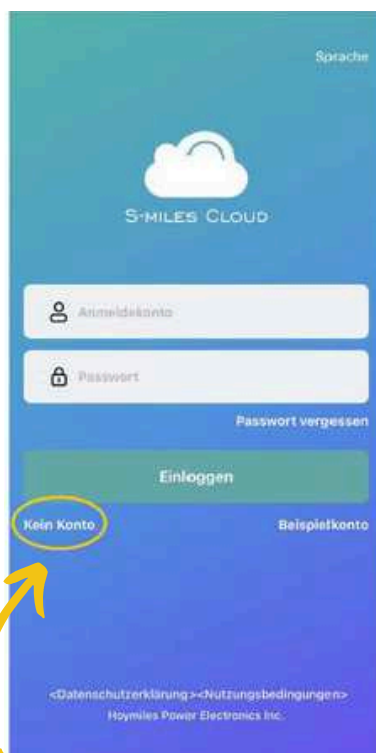 Sprache
S-MILES CLOUD
Anmeldekonto
Passwort
Passwort vergessen
Einloggen
Kein Konto
Beispielkonto
<Datenschutzerklärung><Nutzungsbedingungen>
Hoymiles Power Electronics Inc.